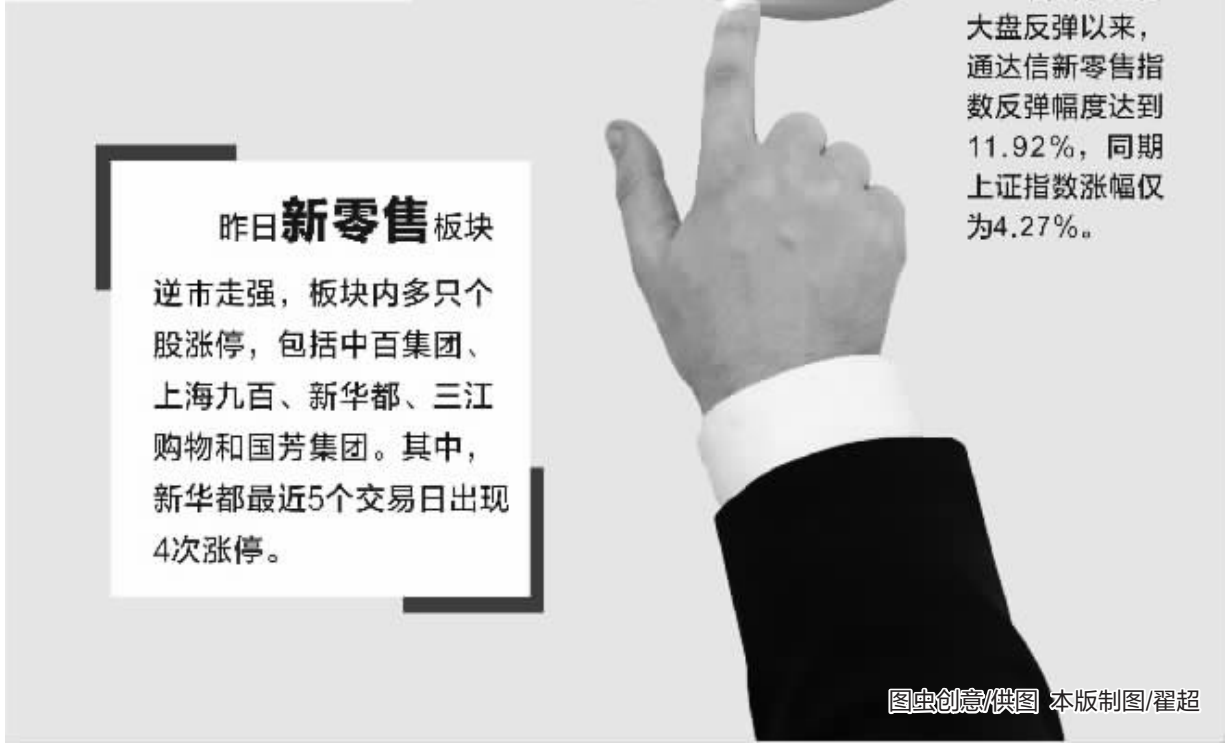 大盘反弹以来，
通达信新零售指
数反弹幅度达到
11.92%，同期
上证指数涨幅仅
为4.27%。
昨日新零售板块
逆市走强，板块内多只个
股涨停，包括中百集团、
上海九百、新华都、三江
购物和国芳集团。其中，
新华都最近5个交易日出现
4次涨停。
图虫创意/供图 本版制图/翟超